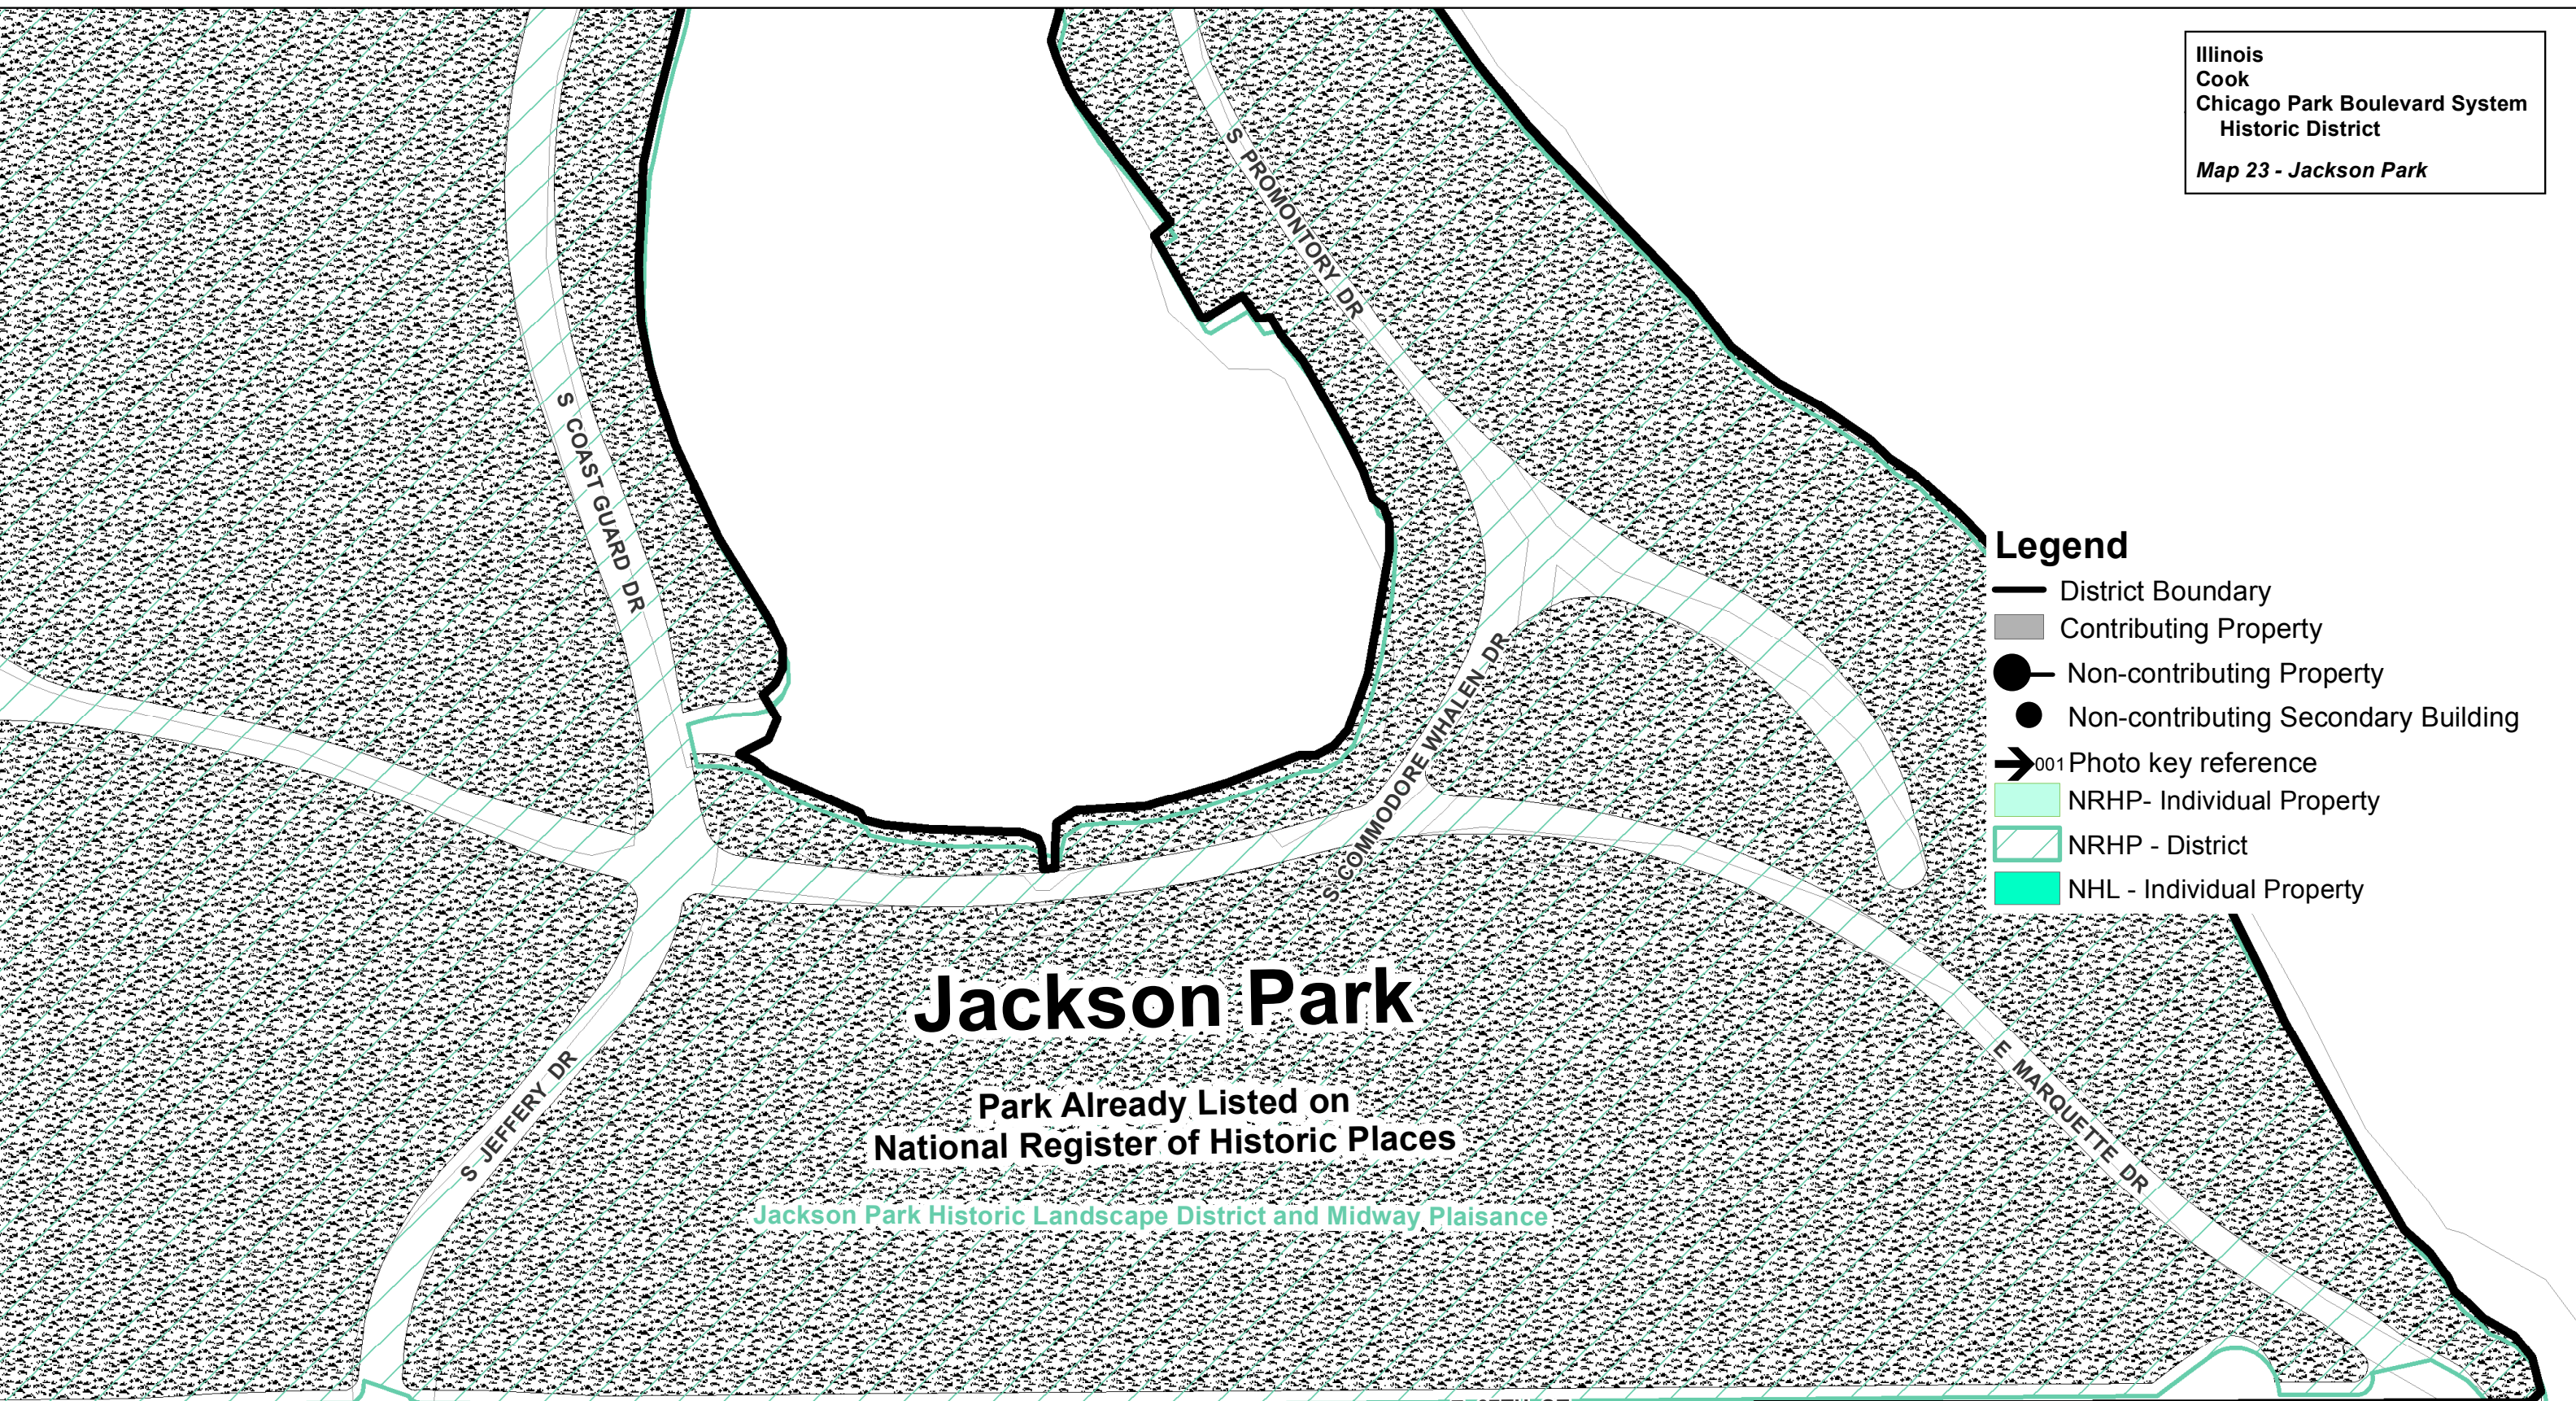 Illinois
Cook
Chicago Park Boulevard System
Historic District
Map 23 - Jackson Park
S PROMONTORY DR
S COAST GUARD DR
Legend
District Boundary
Contributing Property
Non-contributing Property
Non-contributing Secondary Building
001 Photo key reference
NRHP- Individual Property
NRHP - District
NHL - Individual Property
S COMMODORE WHALEN DR
Jackson Park
S JEFFERY DR
E MARQUETTE DR
Park Already Listed on
National Register of Historic Places
Jackson Park Historic Landscape District and Midway Plaisance